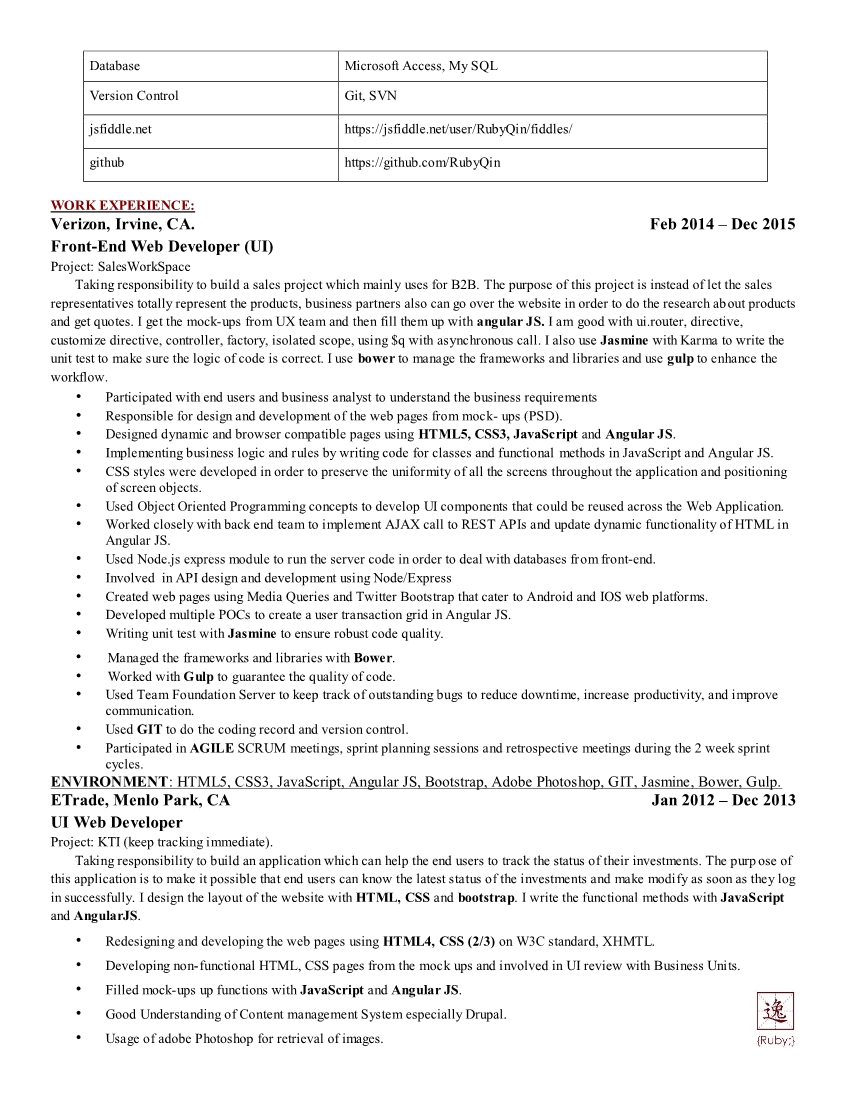 Database Microsoft Access, My SQL
Version Control Git, SVN
jsfiddle.net https://jsfiddle.net/user/RubyQin/fiddles/
github https://github.com/RubyQin
WORK EXPERIENCE:
Verizon, Irvine, CA. Feb 2014 – Dec 2015
Front-End Web Developer (UI)
Project: SalesWorkSpace
Taking responsibility to build a sales project which mainly uses for B2B. The purpose of this project is instead of let the sales
representatives totally represent the products, business partners also can go over the website in order to do the research about products
and get quotes. I get the mock-ups from UX team and then fill them up with angular JS. I am good with ui.router, directive,
customize directive, controller, factory, isolated scope, using $q with asynchronous call. I also use Jasmine with Karma to write the
unit test to make sure the logic of code is correct. I use bower to manage the frameworks and libraries and use gulp to enhance the
workflow.
• Participated with end users and business analyst to understand the business requirements
• Responsible for design and development of the web pages from mock- ups (PSD).
• Designed dynamic and browser compatible pages using HTML5, CSS3, JavaScript and Angular JS.
• Implementing business logic and rules by writing code for classes and functional methods in JavaScript and Angular JS.
• CSS styles were developed in order to preserve the uniformity of all the screens throughout the application and positioning
of screen objects.
• Used Object Oriented Programming concepts to develop UI components that could be reused across the Web Application.
• Worked closely with back end team to implement AJAX call to REST APIs and update dynamic functionality of HTML in
Angular JS.
• Used Node.js express module to run the server code in order to deal with databases from front-end.
• Involved in API design and development using Node/Express
• Created web pages using Media Queries and Twitter Bootstrap that cater to Android and IOS web platforms.
• Developed multiple POCs to create a user transaction grid in Angular JS.
• Writing unit test with Jasmine to ensure robust code quality.
• Managed the frameworks and libraries with Bower.
• Worked with Gulp to guarantee the quality of code.
• Used Team Foundation Server to keep track of outstanding bugs to reduce downtime, increase productivity, and improve
communication.
• Used GIT to do the coding record and version control.
• Participated in AGILE SCRUM meetings, sprint planning sessions and retrospective meetings during the 2 week sprint
cycles.
ENVIRONMENT: HTML5, CSS3, JavaScript, Angular JS, Bootstrap, Adobe Photoshop, GIT, Jasmine, Bower, Gulp.
ETrade, Menlo Park, CA Jan 2012 – Dec 2013
UI Web Developer
Project: KTI (keep tracking immediate).
Taking responsibility to build an application which can help the end users to track the status of their investments. The purpose of
this application is to make it possible that end users can know the latest status of the investments and make modify as soon as they log
in successfully. I design the layout of the website with HTML, CSS and bootstrap. I write the functional methods with JavaScript
and AngularJS.
• Redesigning and developing the web pages using HTML4, CSS (2/3) on W3C standard, XHMTL.
• Developing non-functional HTML, CSS pages from the mock ups and involved in UI review with Business Units.
• Filled mock-ups up functions with JavaScript and Angular JS.
• Good Understanding of Content management System especially Drupal.
• Usage of adobe Photoshop for retrieval of images.
逸
{Ruby:}